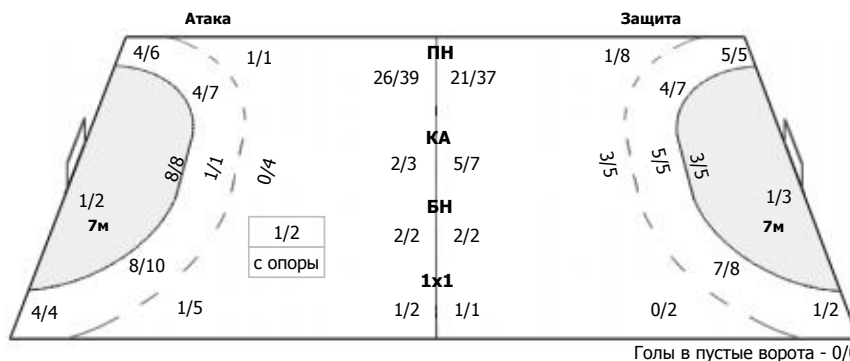 Атака Защита
4/6 1/1 ПН 1/8 5/5
26/39 21/37
4/7 4/7
КА
8/8 1/1 0/4 2/3 5/7 3/5 5/5 3/5
1/2 1/3
БН
7м 1/2 2/2 2/2 7м
с опоры
8/10 7/8
1x1
4/4 1/5 1/2 1/1 0/2 1/2
Голы в пустые ворота - 0/